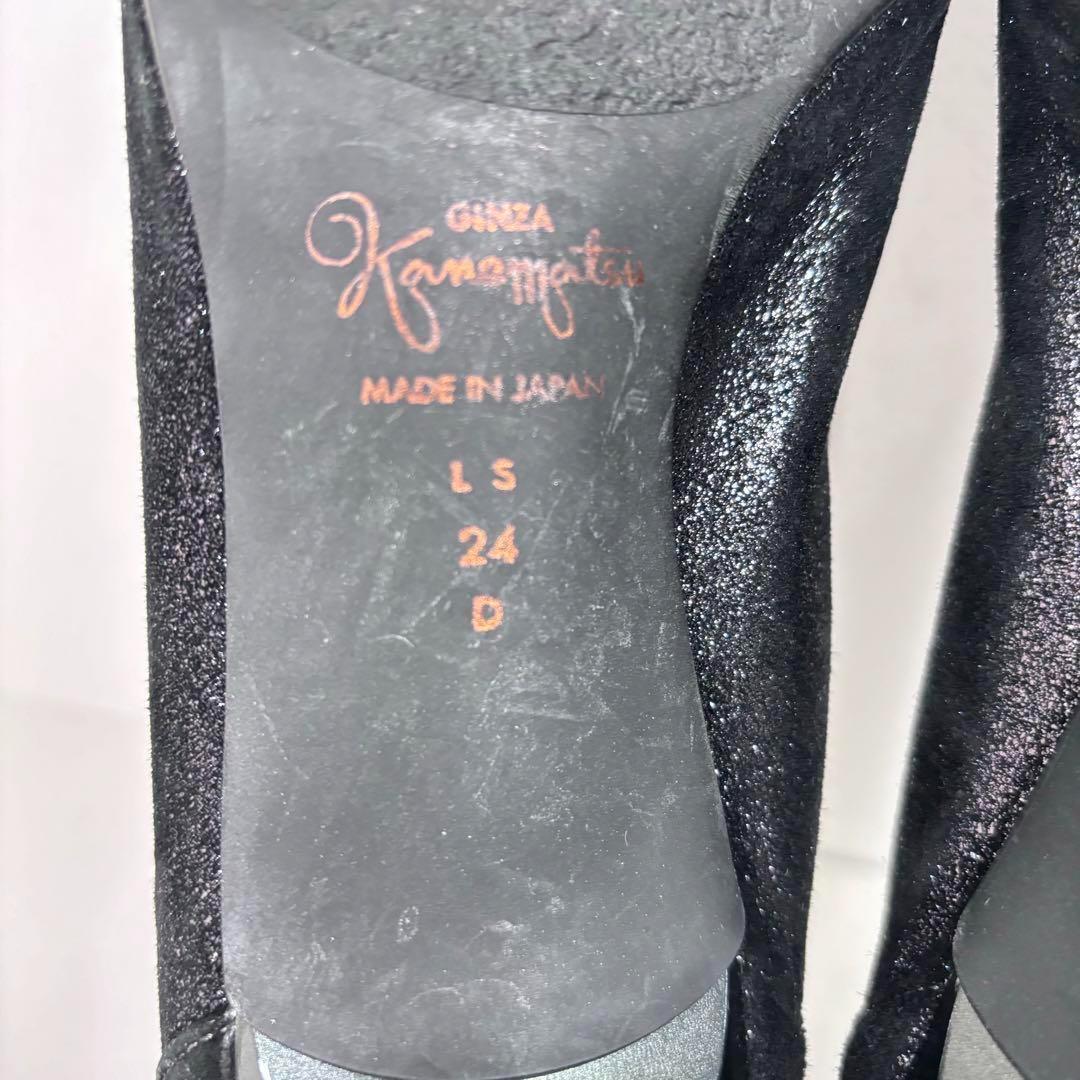 GINZA
Kanematsu
MADE IN JAPAN
L S
24
D